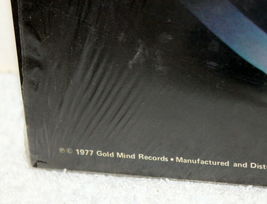 ℗© 1977 Gold Mind Records • Manufactured and Dist